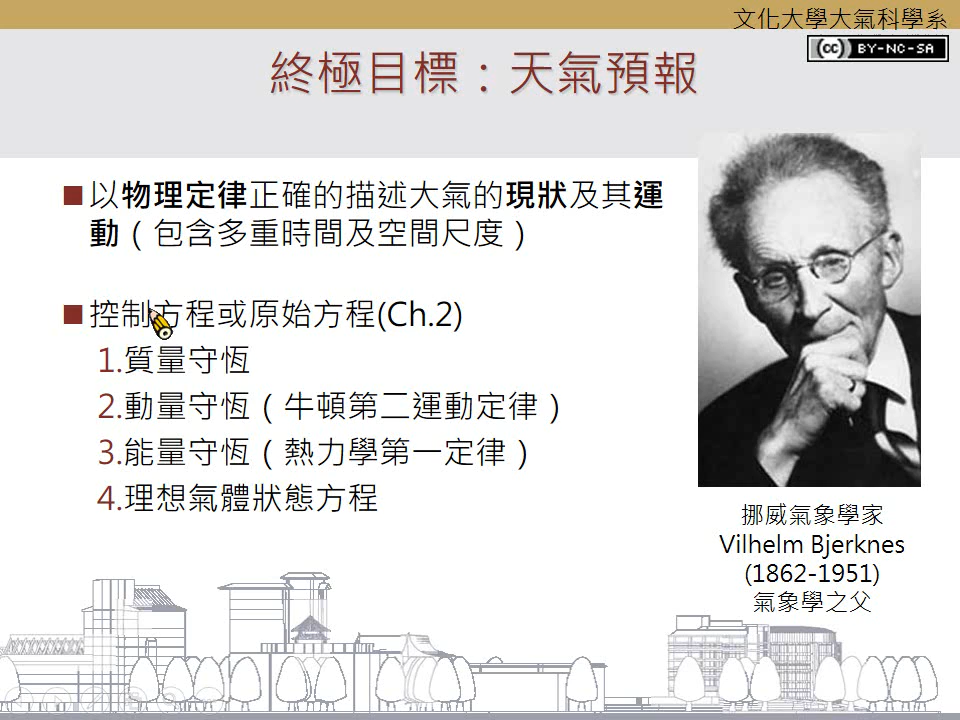 文化大學大氣科學系
(cc) BY-NC-SA
終極目標：天氣預報
以物理定律正確的描述大氣的現狀及其運
動（包含多重時間及空間尺度）
控制方程或原始方程(Ch.2)
1.質量守恆
2.動量守恆（牛頓第二運動定律）
3.能量守恆（熱力學第一定律）
4.理想氣體狀態方程
挪威氣象學家
Vilhelm Bjerknes
(1862-1951)
氣象學之父